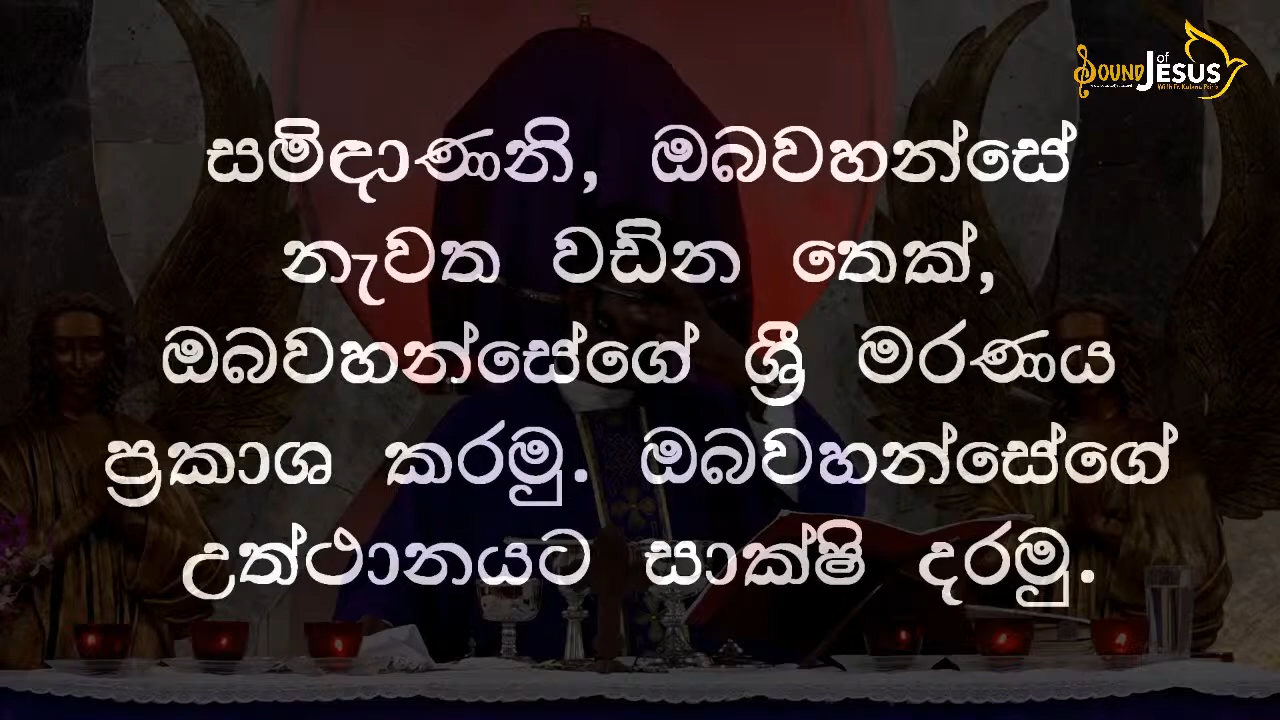 SOUND of JESUS
සමිඳාණනි, ඔබවහන්සේ
නැවත වඩින තෙක්,
ඔබවහන්සේගේ ශ්‍රී මරණය
ප්‍රකාශ කරමු. ඔබවහන්සේගේ
උත්ථානයට සාක්ෂි දරමු.